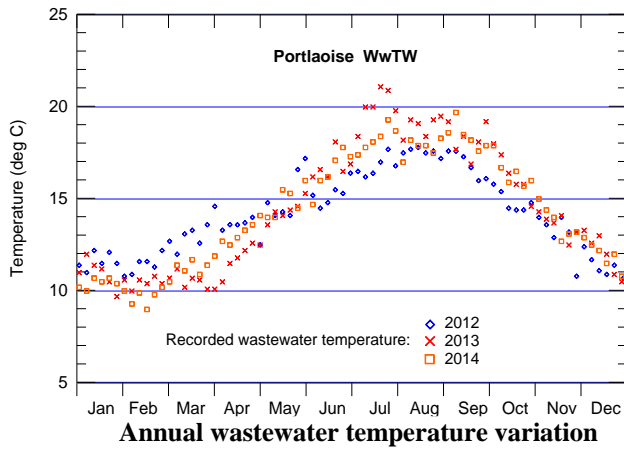 25
Portlaoise WwTW
20
Temperature (deg C)
15
10
Recorded wastewater temperature:
2012
2013
2014
5
Jan Feb Mar Apr May Jun Jul Aug Sep Oct Nov Dec
Annual wastewater temperature variation